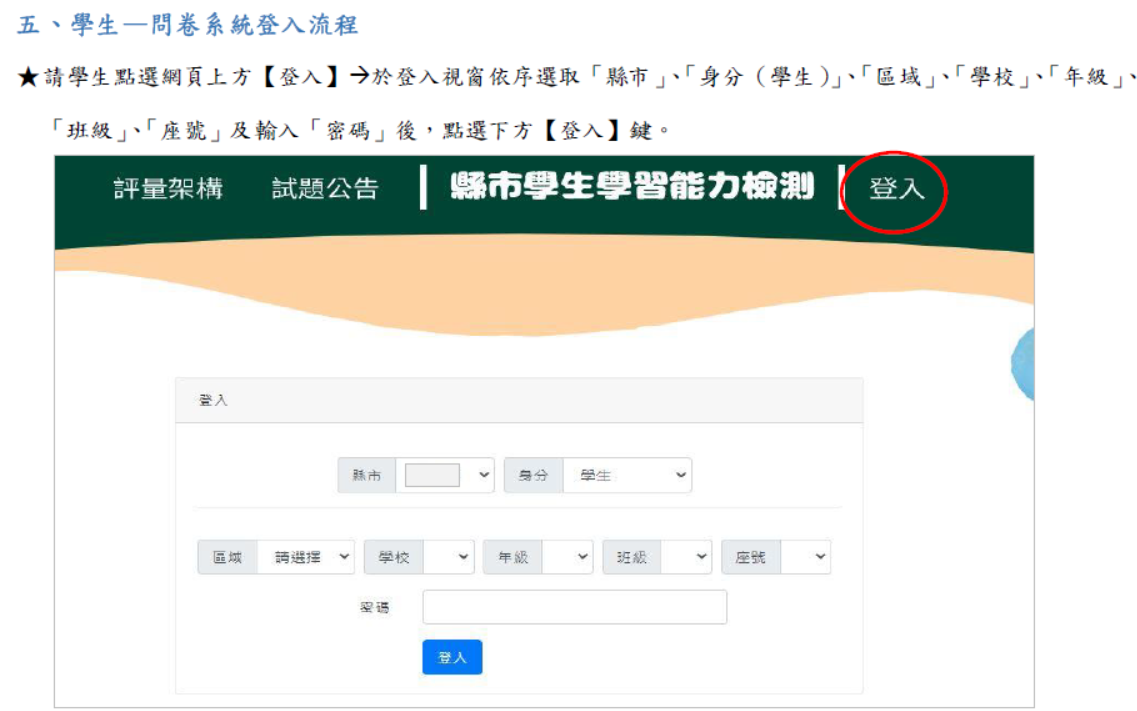 五、學生—問卷系統登入流程
★請學生點選網頁上方【登入】→於登入視窗依序選取「縣市」、「身分（學生）」、「區域」、「學校」、「年級」、
「班級」、「座號」及輸入「密碼」後，點選下方【登入】鍵。
評量架構 試題公告 縣市學生學習能力檢測 登入
登入
縣市 身分 學生
區域 請選擇 學校 年級 班級 座號
密碼
登入